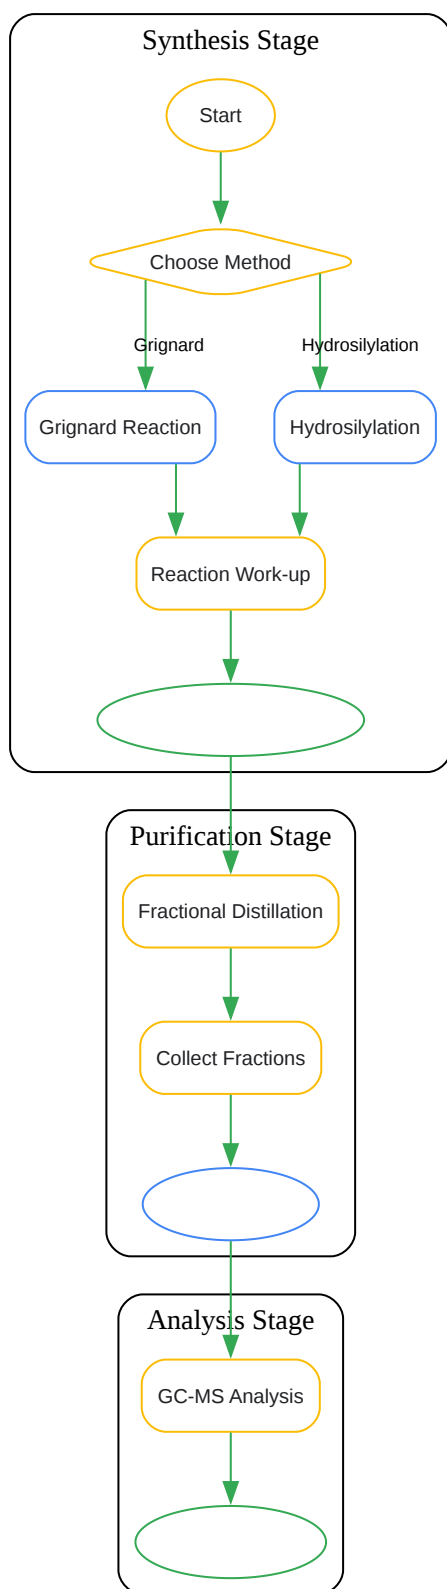 Synthesis Stage
Start
Choose Method
Grignard
Hydrosilylation
Grignard Reaction
Hydrosilylation
Reaction Work-up
Purification Stage
Fractional Distillation
Collect Fractions
Analysis Stage
GC-MS Analysis